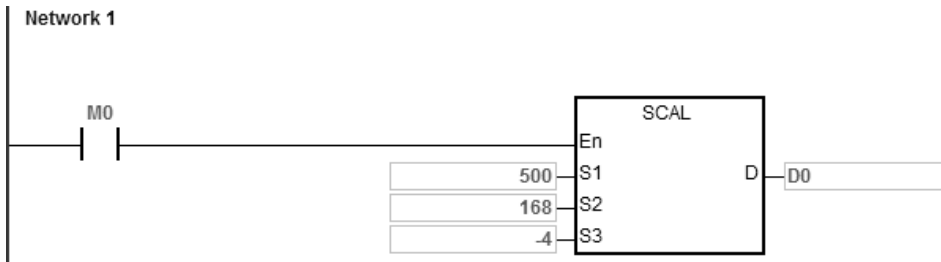 Network 1
M0
SCAL
En
500 S1 D D0
168 S2
-4 S3